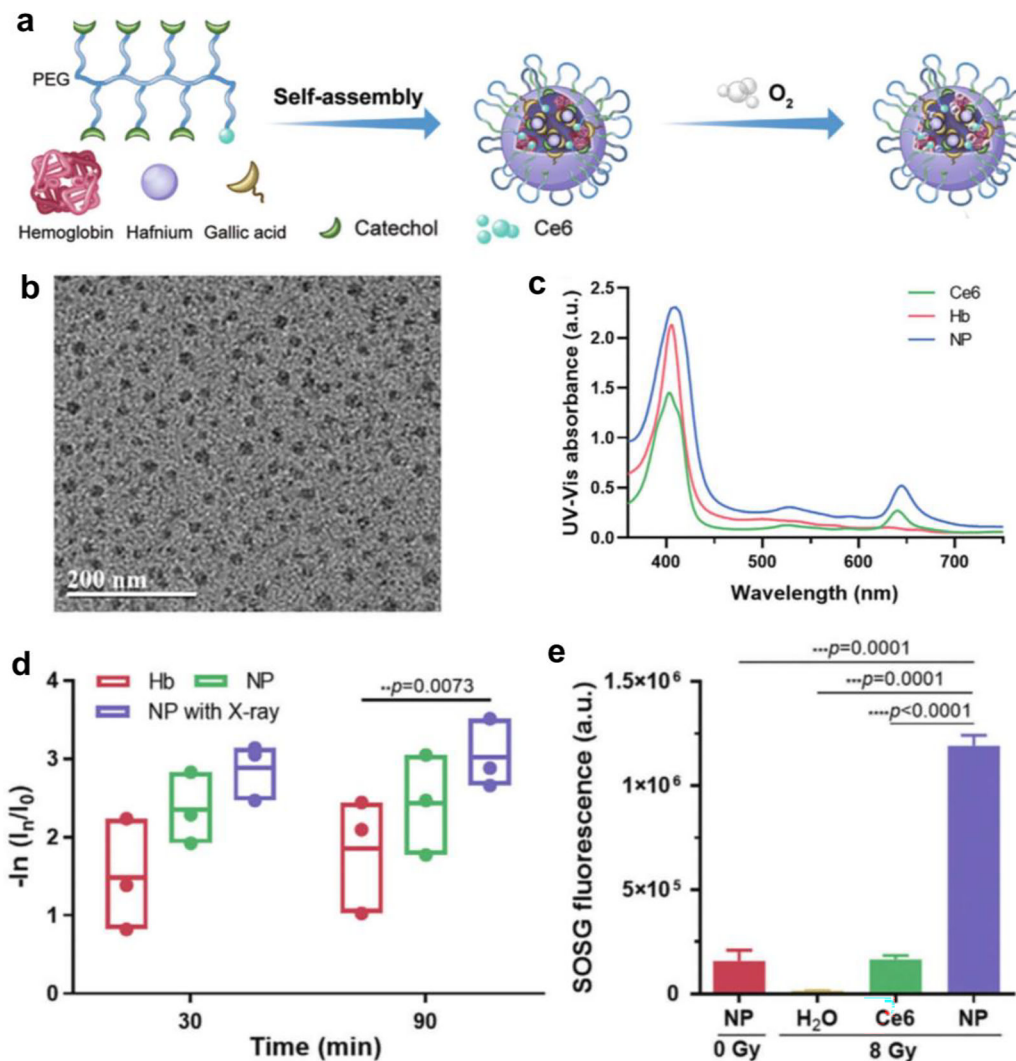 a
PEG
Self-assembly
O₂
Hemoglobin
Hafnium
Gallic acid
Catechol
Ce6
b
200 nm
c
UV-Vis absorbance (a.u.)
2.5
2.0
1.5
1.0
0.5
0.0
400
500
600
700
Wavelength (nm)
Ce6
Hb
NP
d
Hb
NP
NP with X-ray
**p=0.0073
-ln (Iₙ/I₀)
4
3
2
1
0
30
90
Time (min)
e
***p=0.0001
***p=0.0001
****p<0.0001
SOSG fluorescence (a.u.)
1.5×10⁶
1×10⁶
5×10⁵
0
NP
H₂O
Ce6
NP
0 Gy
8 Gy